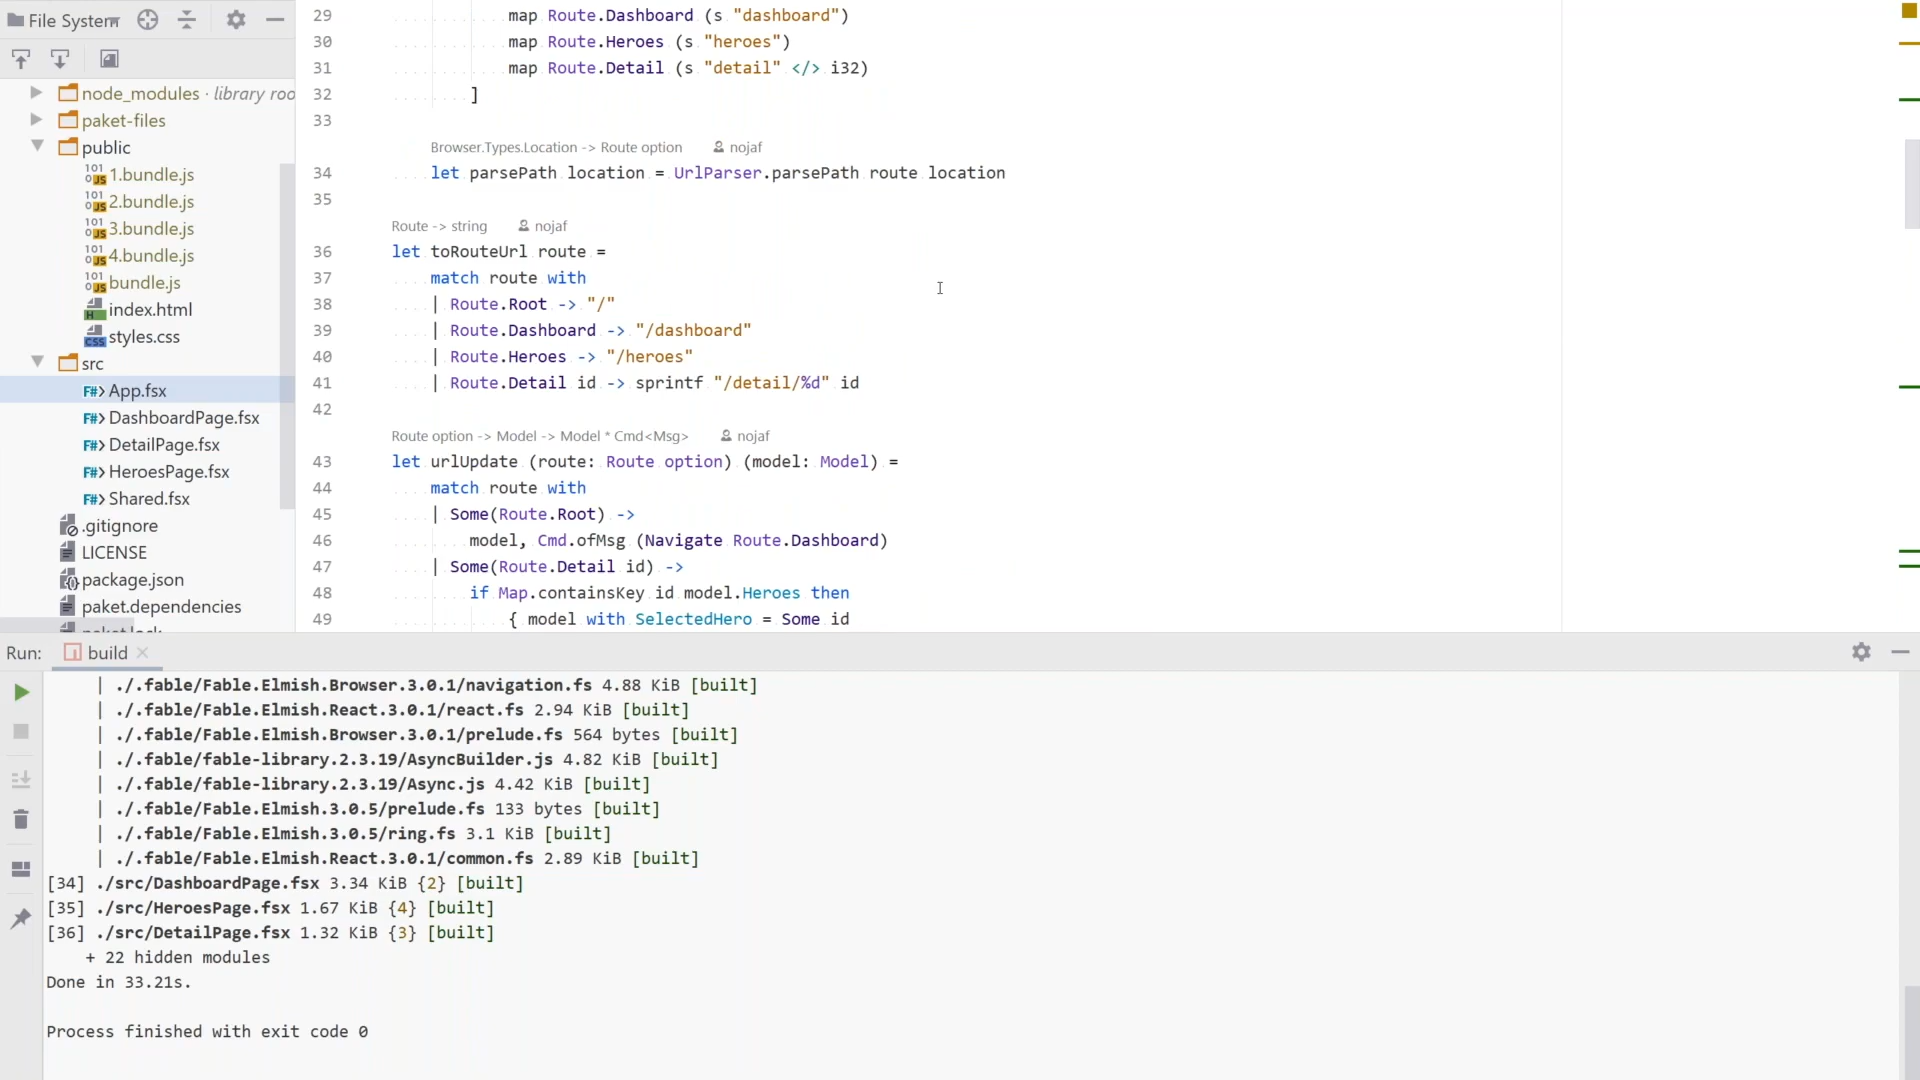 File System
node_modules · library roo
paket-files
public
1.bundle.js
2.bundle.js
3.bundle.js
4.bundle.js
bundle.js
index.html
styles.css
src
App.fsx
DashboardPage.fsx
DetailPage.fsx
HeroesPage.fsx
Shared.fsx
.gitignore
LICENSE
package.json
paket.dependencies
29 map Route.Dashboard (s "dashboard")
30 map Route.Heroes (s "heroes")
31 map Route.Detail (s "detail" </> i32)
32 ]
33
Browser.Types.Location -> Route option nojaf
34 let parsePath location = UrlParser.parsePath route location
35
Route -> string nojaf
36 let toRouteUrl route =
37 match route with
38 | Route.Root -> "/"
39 | Route.Dashboard -> "/dashboard"
40 | Route.Heroes -> "/heroes"
41 | Route.Detail id -> sprintf "/detail/%d" id
42
Route option -> Model -> Model * Cmd<Msg> nojaf
43 let urlUpdate (route: Route option) (model: Model) =
44 match route with
45 | Some(Route.Root) ->
46 model, Cmd.ofMsg (Navigate Route.Dashboard)
47 | Some(Route.Detail id) ->
48 if Map.containsKey id model.Heroes then
49 { model with SelectedHero = Some id
Run: build
| ./.fable/Fable.Elmish.Browser.3.0.1/navigation.fs 4.88 KiB [built]
| ./.fable/Fable.Elmish.React.3.0.1/react.fs 2.94 KiB [built]
| ./.fable/Fable.Elmish.Browser.3.0.1/prelude.fs 564 bytes [built]
| ./.fable/fable-library.2.3.19/AsyncBuilder.js 4.82 KiB [built]
| ./.fable/fable-library.2.3.19/Async.js 4.42 KiB [built]
| ./.fable/Fable.Elmish.3.0.5/prelude.fs 133 bytes [built]
| ./.fable/Fable.Elmish.3.0.5/ring.fs 3.1 KiB [built]
| ./.fable/Fable.Elmish.React.3.0.1/common.fs 2.89 KiB [built]
[34] ./src/DashboardPage.fsx 3.34 KiB {2} [built]
[35] ./src/HeroesPage.fsx 1.67 KiB {4} [built]
[36] ./src/DetailPage.fsx 1.32 KiB {3} [built]
+ 22 hidden modules
Done in 33.21s.
Process finished with exit code 0